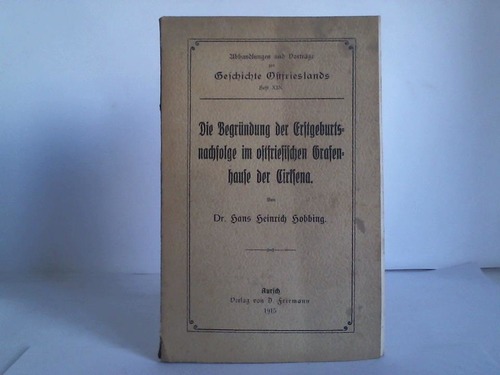 Abhandlungen und Vorträge
zur
Geschichte Ostfrieslands
Heft XIX.
Die Begründung der Erstgeburts-
nachfolge im ostfriesischen Grafen-
hause der Cirksena.
Von
Dr. Hans Heinrich Hobbing.
Aurich
Verlag von D. Friemann
1915